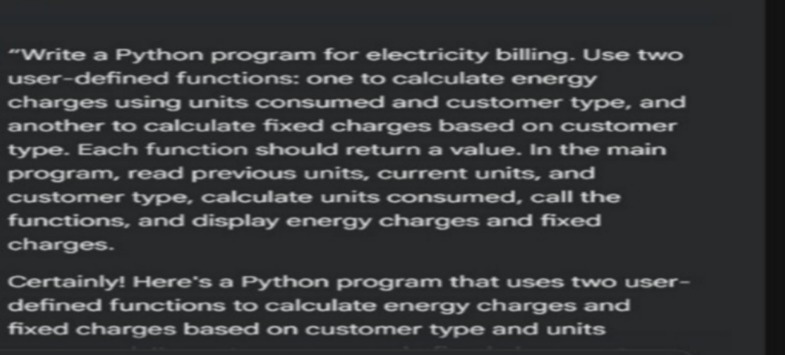 “Write a Python program for electricity billing. Use two
user-defined functions: one to calculate energy
charges using units consumed and customer type, and
another to calculate fixed charges based on customer
type. Each function should return a value. In the main
program, read previous units, current units, and
customer type, calculate units consumed, call the
functions, and display energy charges and fixed
charges.
Certainly! Here's a Python program that uses two user-
defined functions to calculate energy charges and
fixed charges based on customer type and units